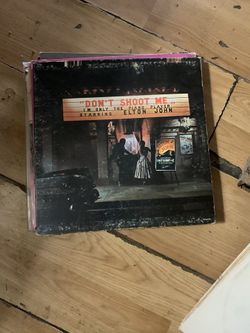 "DON'T SHOOT ME...
I'M ONLY THE PIANO PLAYER
STARRING ELTON JOHN